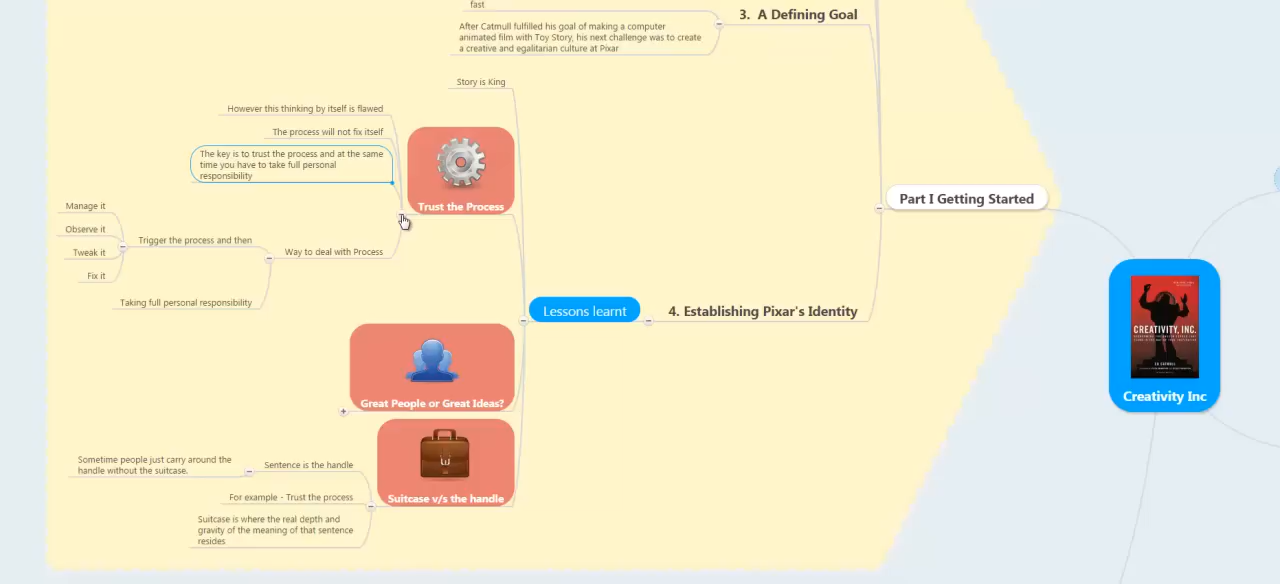 fast
After Catmull fulfilled his goal of making a computer
animated film with Toy Story, his next challenge was to create
a creative and egalitarian culture at Pixar
3. A Defining Goal
Story is King
However this thinking by itself is flawed
The process will not fix itself
The key is to trust the process and at the same
time you have to take full personal
responsibility
Trust the Process
Manage it
Observe it
Tweak it
Fix it
Trigger the process and then
Way to deal with Process
Taking full personal responsibility
Part I Getting Started
Lessons learnt
4. Establishing Pixar's Identity
CREATIVITY, INC.
Creativity Inc
Great People or Great Ideas?
Sometime people just carry around the
handle without the suitcase.
Sentence is the handle
For example - Trust the process
Suitcase is where the real depth and
gravity of the meaning of that sentence
resides
Suitcase v/s the handle